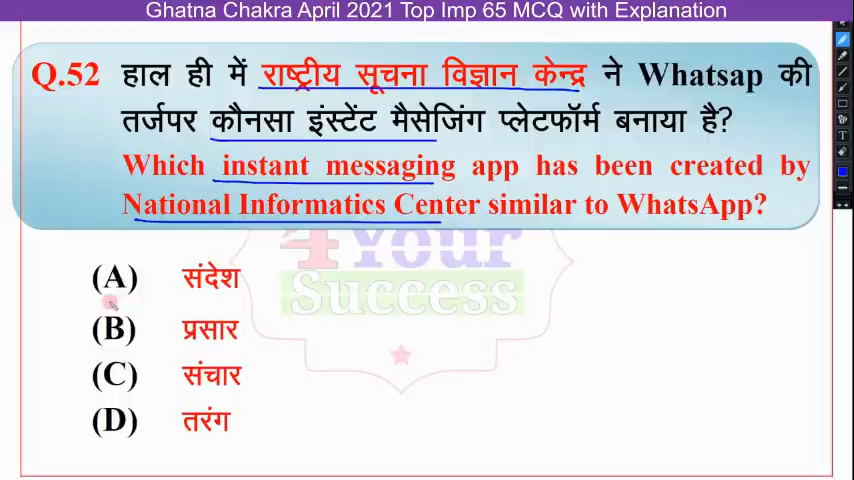 Ghatna Chakra April 2021 Top Imp 65 MCQ with Explanation
Q.52 हाल ही में राष्ट्रीय सूचना विज्ञान केन्द्र ने Whatsap की
तर्जपर कौनसा इंस्टेंट मैसेजिंग प्लेटफॉर्म बनाया है?
Which instant messaging app has been created by
National Informatics Center similar to WhatsApp?
4 Your
Success
(A) संदेश
(B) प्रसार
(C) संचार
(D) तरंग